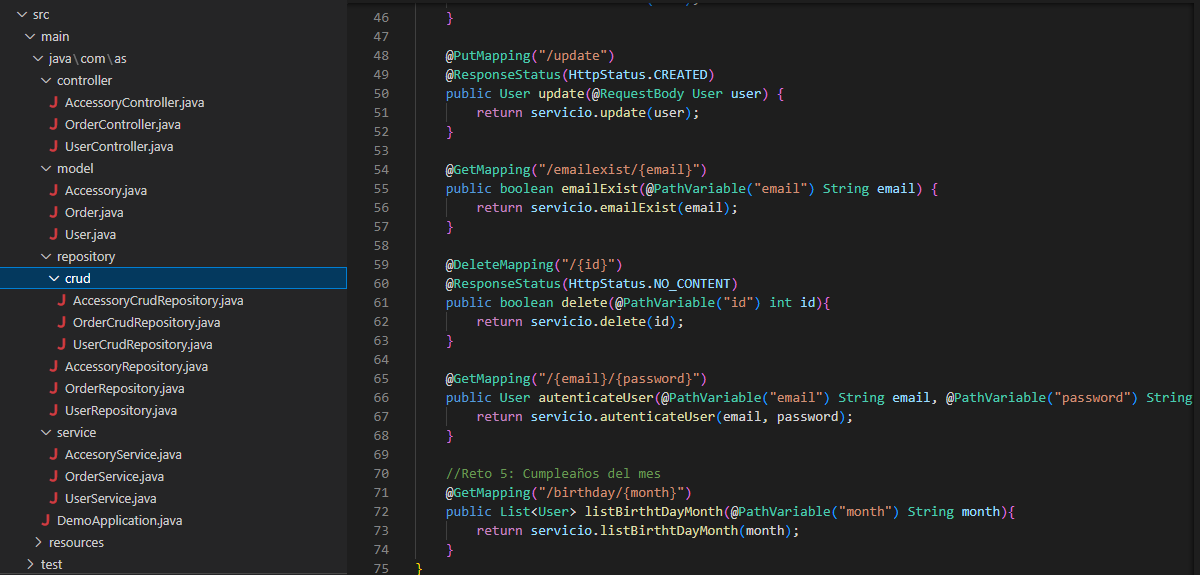 src
main
java\com\as
controller
AccessoryController.java
OrderController.java
UserController.java
model
Accessory.java
Order.java
User.java
repository
crud
AccessoryCrudRepository.java
OrderCrudRepository.java
UserCrudRepository.java
AccessoryRepository.java
OrderRepository.java
UserRepository.java
service
AccesoryService.java
OrderService.java
UserService.java
DemoApplication.java
resources
test
46 }
47
48 @PutMapping("/update")
49 @ResponseStatus(HttpStatus.CREATED)
50 public User update(@RequestBody User user) {
51 return servicio.update(user);
52 }
53
54 @GetMapping("/emailexist/{email}")
55 public boolean emailExist(@PathVariable("email") String email) {
56 return servicio.emailExist(email);
57 }
58
59 @DeleteMapping("/{id}")
60 @ResponseStatus(HttpStatus.NO_CONTENT)
61 public boolean delete(@PathVariable("id") int id){
62 return servicio.delete(id);
63 }
64
65 @GetMapping("/{email}/{password}")
66 public User autenticateUser(@PathVariable("email") String email, @PathVariable("password") String
67 return servicio.autenticateUser(email, password);
68 }
69
70 //Reto 5: Cumpleaños del mes
71 @GetMapping("/birthday/{month}")
72 public List<User> listBirthtDayMonth(@PathVariable("month") String month){
73 return servicio.listBirthtDayMonth(month);
74 }
75 }